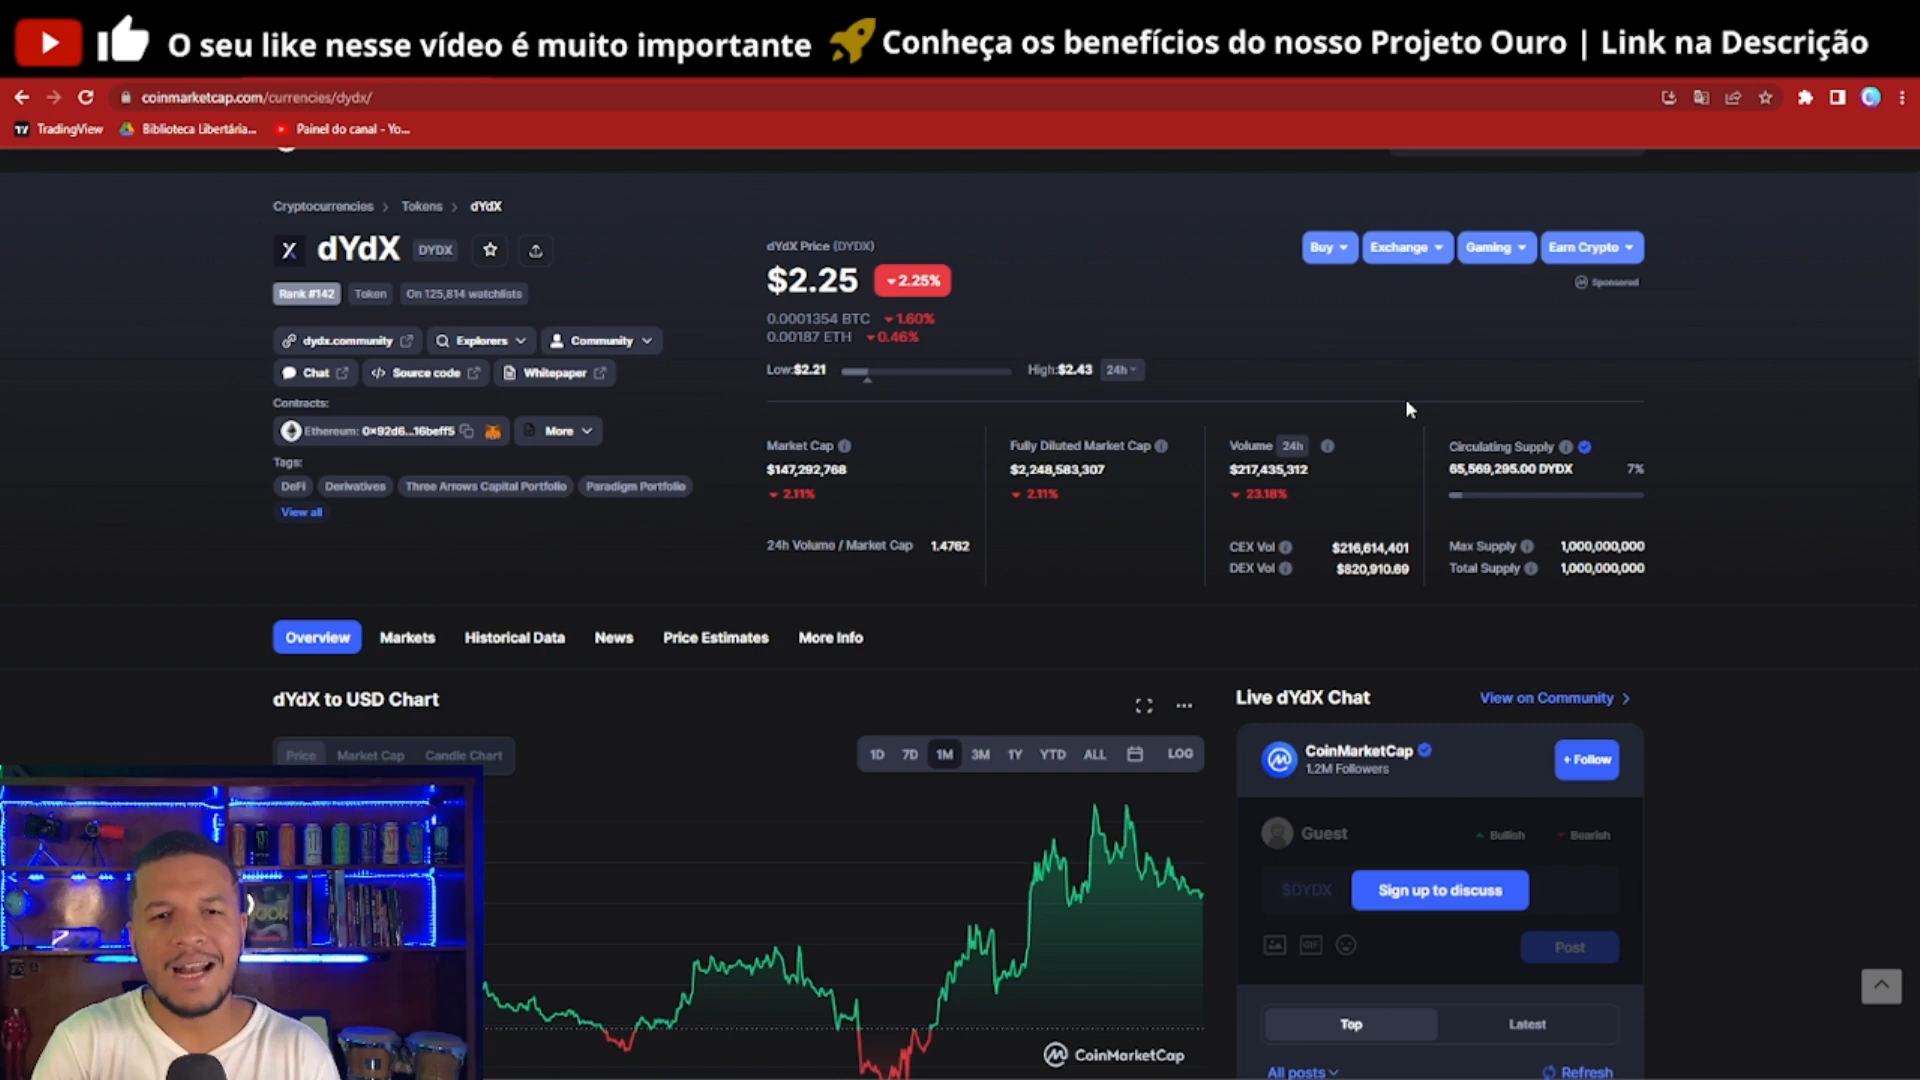 O seu like nesse vídeo é muito importante
Conheça os benefícios do nosso Projeto Ouro | Link na Descrição
coinmarketcap.com/currencies/dydx/
TradingView
Biblioteca Libertária...
Painel do canal - Yo...
Cryptocurrencies > Tokens > dYdX
dYdX DYDX
Rank #142
Token
On 125,814 watchlists
dydx.community
Explorers
Community
Chat
Source code
Whitepaper
Contracts:
Ethereum: 0x92d6...16beff5
More
Tags:
DeFi
Derivatives
Three Arrows Capital Portfolio
Paradigm Portfolio
View all
dYdX Price (DYDX)
$2.25 2.25%
0.0001354 BTC 1.60%
0.00187 ETH 0.46%
Low:$2.21
High:$2.43 24h
Buy
Exchange
Gaming
Earn Crypto
Sponsored
Market Cap
$147,292,768
2.11%
24h Volume / Market Cap 1.4762
Fully Diluted Market Cap
$2,248,583,307
2.11%
Volume 24h
$217,435,312
23.18%
CEX Vol $216,614,401
DEX Vol $820,910.69
Circulating Supply
65,569,295.00 DYDX 7%
Max Supply 1,000,000,000
Total Supply 1,000,000,000
Overview
Markets
Historical Data
News
Price Estimates
More Info
dYdX to USD Chart
Price
Market Cap
Candle Chart
1D 7D 1M 3M 1Y YTD ALL LOG
CoinMarketCap
Live dYdX Chat
View on Community >
CoinMarketCap
1.2M Followers
+ Follow
Guest
Bullish
Bearish
$DYDX
Sign up to discuss
GIF
Post
Top
Latest
All posts
Refresh